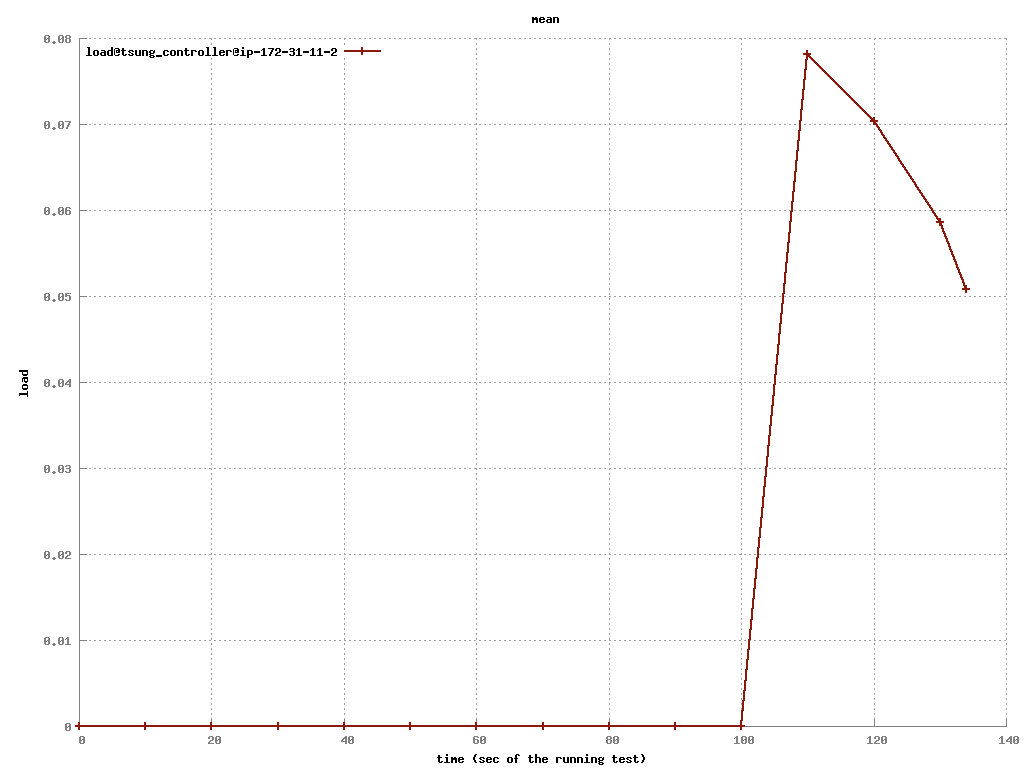 mean
load@tsung_controller@ip-172-31-11-2
0.08
0.07
0.06
0.05
0.04
0.03
0.02
0.01
0
load
0 20 40 60 80 100 120 140
time (sec of the running test)